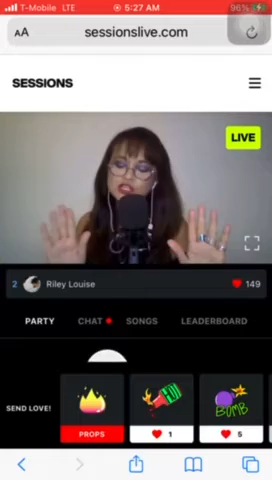 T-Mobile LTE 5:27 AM 96%
AA sessionslive.com
SESSIONS
LIVE
2 Riley Louise 149
PARTY CHAT SONGS LEADERBOARD
SEND LOVE!
BOMB
PROPS 1 5